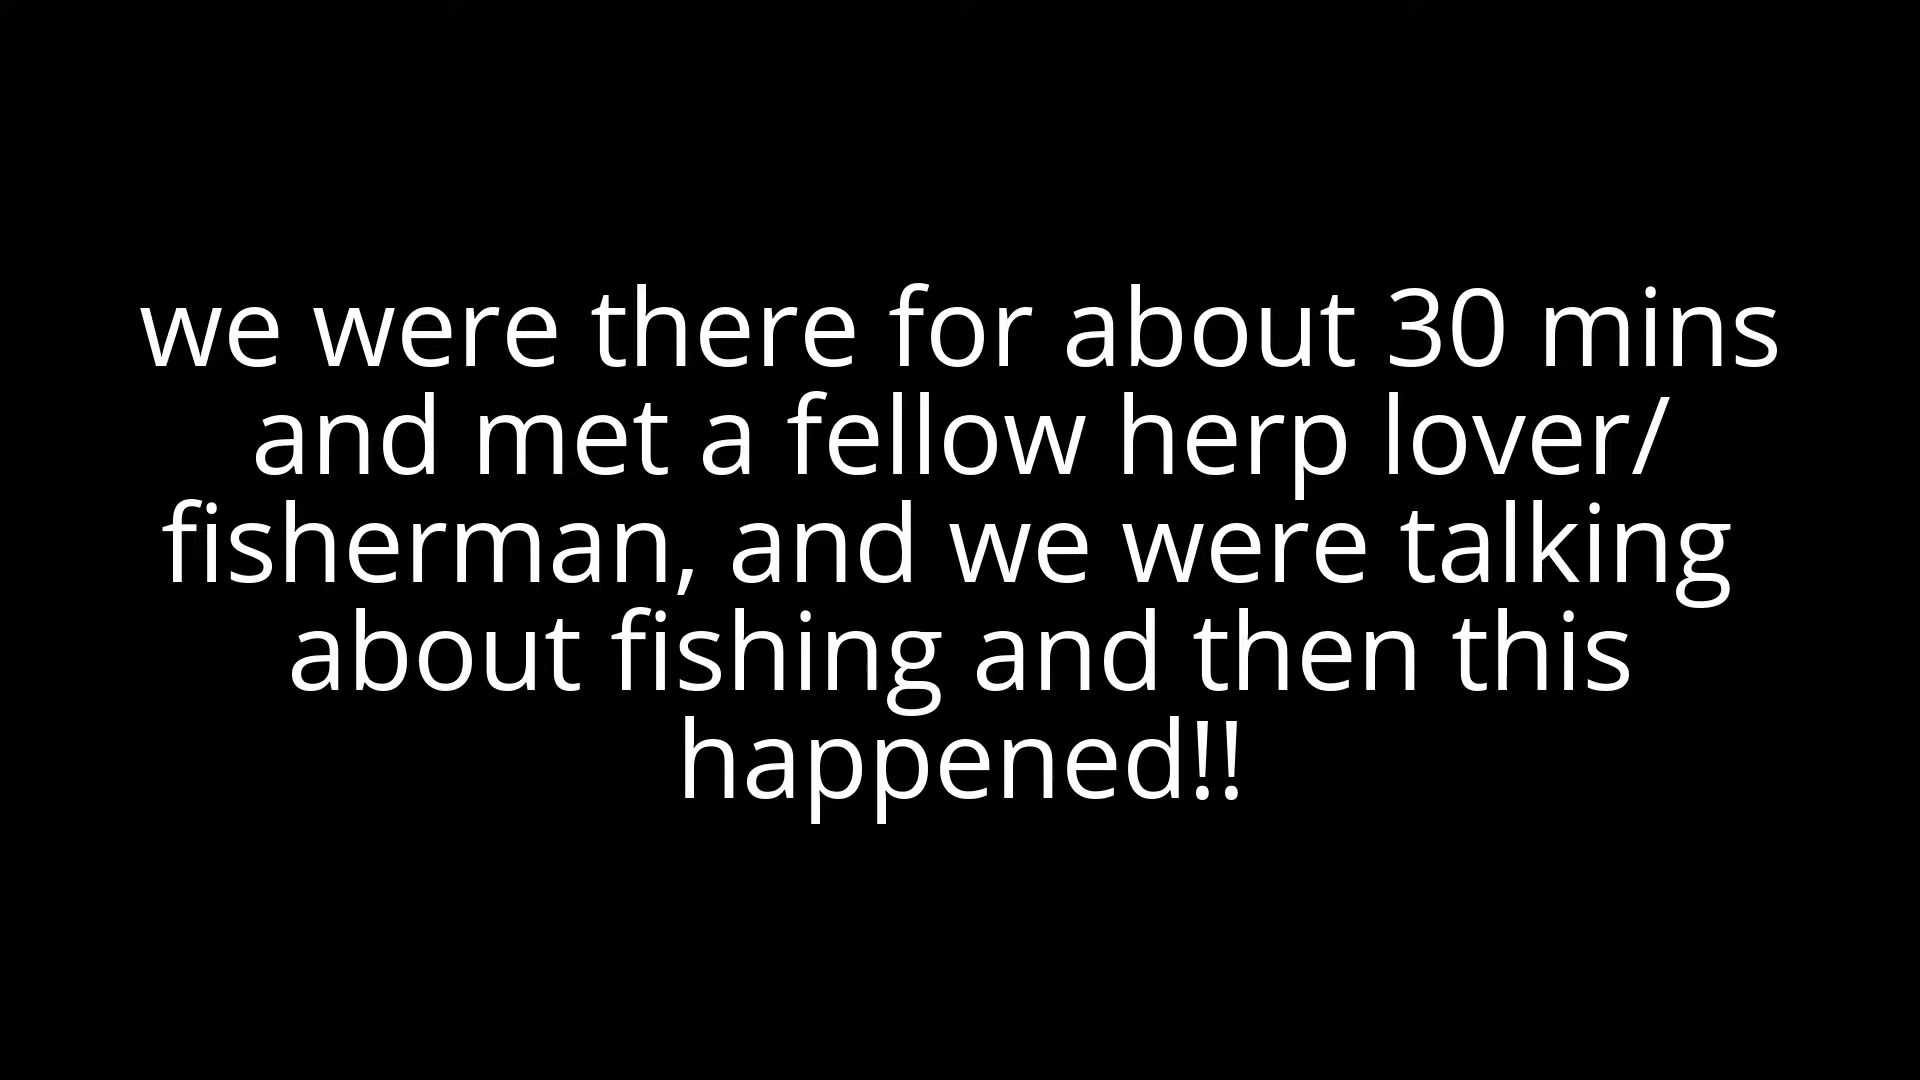 we were there for about 30 mins
and met a fellow herp lover/
fisherman, and we were talking
about fishing and then this
happened!!